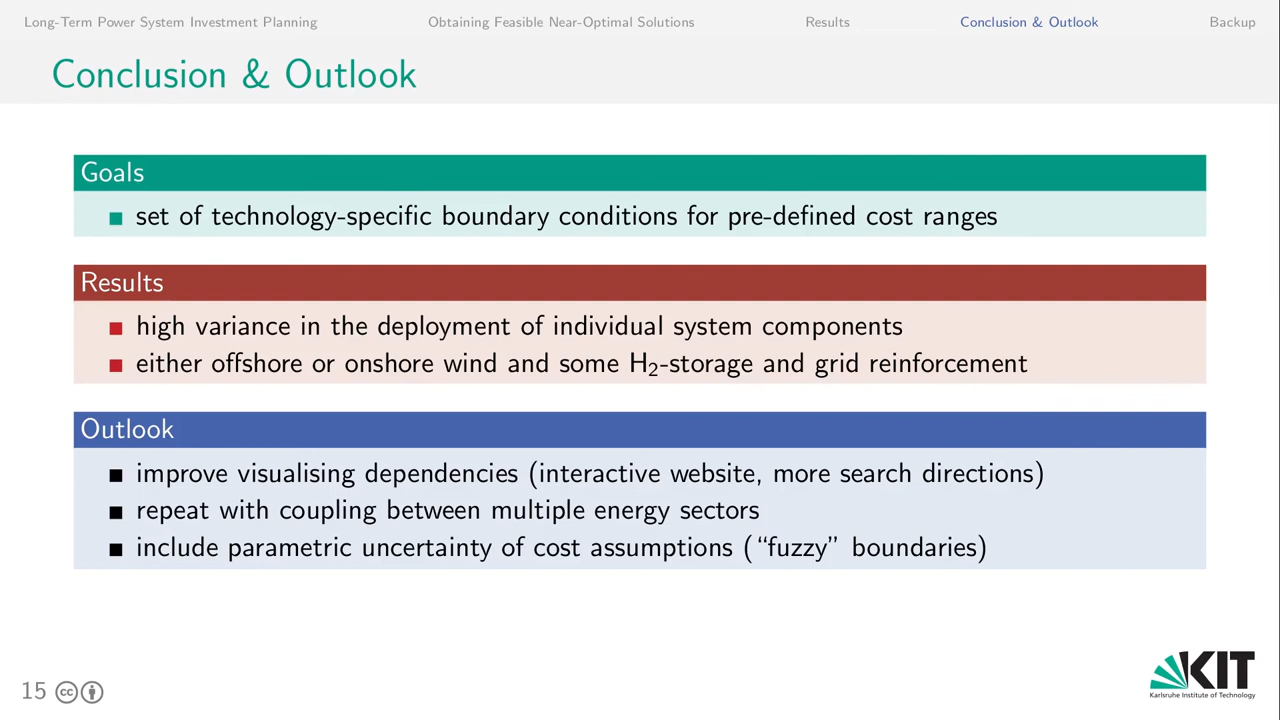 Long-Term Power System Investment Planning Obtaining Feasible Near-Optimal Solutions Results Conclusion & Outlook Backup
Conclusion & Outlook
Goals
set of technology-specific boundary conditions for pre-defined cost ranges
Results
high variance in the deployment of individual system components
either offshore or onshore wind and some H₂-storage and grid reinforcement
Outlook
improve visualising dependencies (interactive website, more search directions)
repeat with coupling between multiple energy sectors
include parametric uncertainty of cost assumptions (“fuzzy” boundaries)
15 cc
KIT
Karlsruhe Institute of Technology